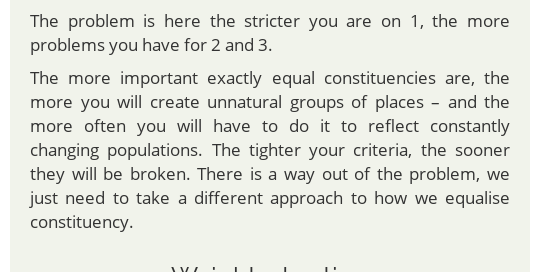 The problem is here the stricter you are on 1, the more
problems you have for 2 and 3.
The more important exactly equal constituencies are, the
more you will create unnatural groups of places – and the
more often you will have to do it to reflect constantly
changing populations. The tighter your criteria, the sooner
they will be broken. There is a way out of the problem, we
just need to take a different approach to how we equalise
constituency.